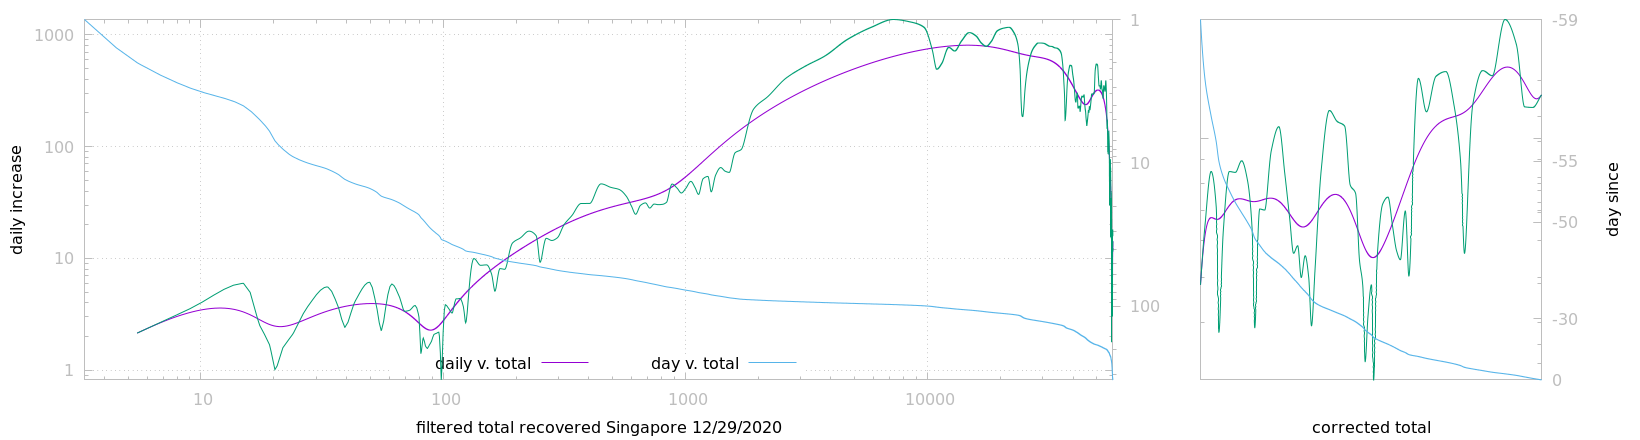 1000
100
10
1
daily increase
10
100
1000
10000
filtered total recovered Singapore 12/29/2020
daily v. total
day v. total
1
10
100
-59
-55
-50
-30
0
day since
corrected total